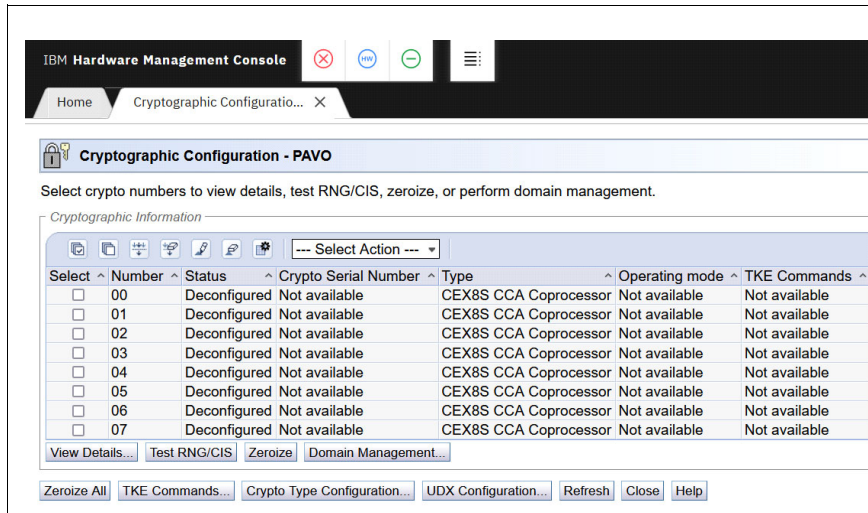 IBM Hardware Management Console HW
Home Cryptographic Configuratio... X
Cryptographic Configuration - PAVO
Select crypto numbers to view details, test RNG/CIS, zeroize, or perform domain management.
Cryptographic Information
--- Select Action ---
Select Number Status Crypto Serial Number Type Operating mode TKE Commands
00 Deconfigured Not available CEX8S CCA Coprocessor Not available Not available
01 Deconfigured Not available CEX8S CCA Coprocessor Not available Not available
02 Deconfigured Not available CEX8S CCA Coprocessor Not available Not available
03 Deconfigured Not available CEX8S CCA Coprocessor Not available Not available
04 Deconfigured Not available CEX8S CCA Coprocessor Not available Not available
05 Deconfigured Not available CEX8S CCA Coprocessor Not available Not available
06 Deconfigured Not available CEX8S CCA Coprocessor Not available Not available
07 Deconfigured Not available CEX8S CCA Coprocessor Not available Not available
View Details... Test RNG/CIS Zeroize Domain Management...
Zeroize All TKE Commands... Crypto Type Configuration... UDX Configuration... Refresh Close Help